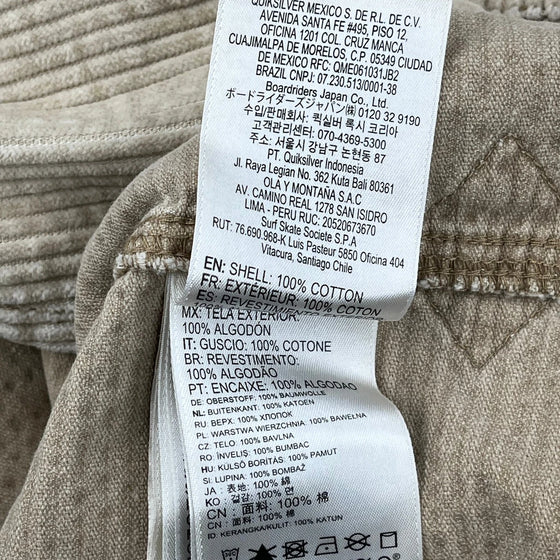 QUIKSILVER MEXICO S. DE R.L. DE C.V.
AVENIDA SANTA FE #495, PISO 12,
OFICINA 1201 COL. CRUZ MANCA
CUAJIMALPA DE MORELOS, C.P. 05349 CIUDAD
DE MEXICO RFC: QME061031JB2
BRAZIL CNPJ: 07.230.513/0001-38
Boardriders Japan Co., Ltd.
ボードライダーズジャパン(株) 0120 32 9190
수입/판매회사: 퀵실버 록시 코리아
고객관리센터: 070-4369-5300
주소: 서울시 강남구 논현동 87
PT. Quiksilver Indonesia
Jl. Raya Legian No. 362 Kuta Bali 80361
OLA Y MONTAÑA S.A.C
AV. CAMINO REAL 1278 SAN ISIDRO
LIMA - PERU RUC: 20520673670
Surf Skate Societe S.P.A
RUT: 76.690.968-K Luis Pasteur 5850 Oficina 404
Vitacura, Santiago Chile
EN: SHELL: 100% COTTON
FR: EXTÉRIEUR: 100% COTON
ES: REVESTIMENTO
MX: TELA EXTERIOR:
100% ALGODÓN
IT: GUSCIO: 100% COTONE
BR: REVESTIMENTO:
100% ALGODÃO
PT: ENCAIXE: 100% ALGODAO
DE: OBERSTOFF: 100% BAUMWOLLE
NL: BUITENKANT: 100% KATOEN
RU: ВЕРХ: 100% ХЛОПОК
PL: WARSTWA WIERZCHNIA: 100% BAWEŁNA
CZ: TELO: 100% BAVLNA
RO: ÎNVELIȘ: 100% BUMBAC
HU: KÜLSŐ BORÍTÁS: 100% PAMUT
SL: LUPINA: 100% BOMBAŽ
JA : 表地 : 100% 綿
KO : 겉감: 100% 면
CN : 面料 : 100% 棉
CN : 面料 : 100% 棉
ID: KERANGKA/KULIT: 100% KATUN